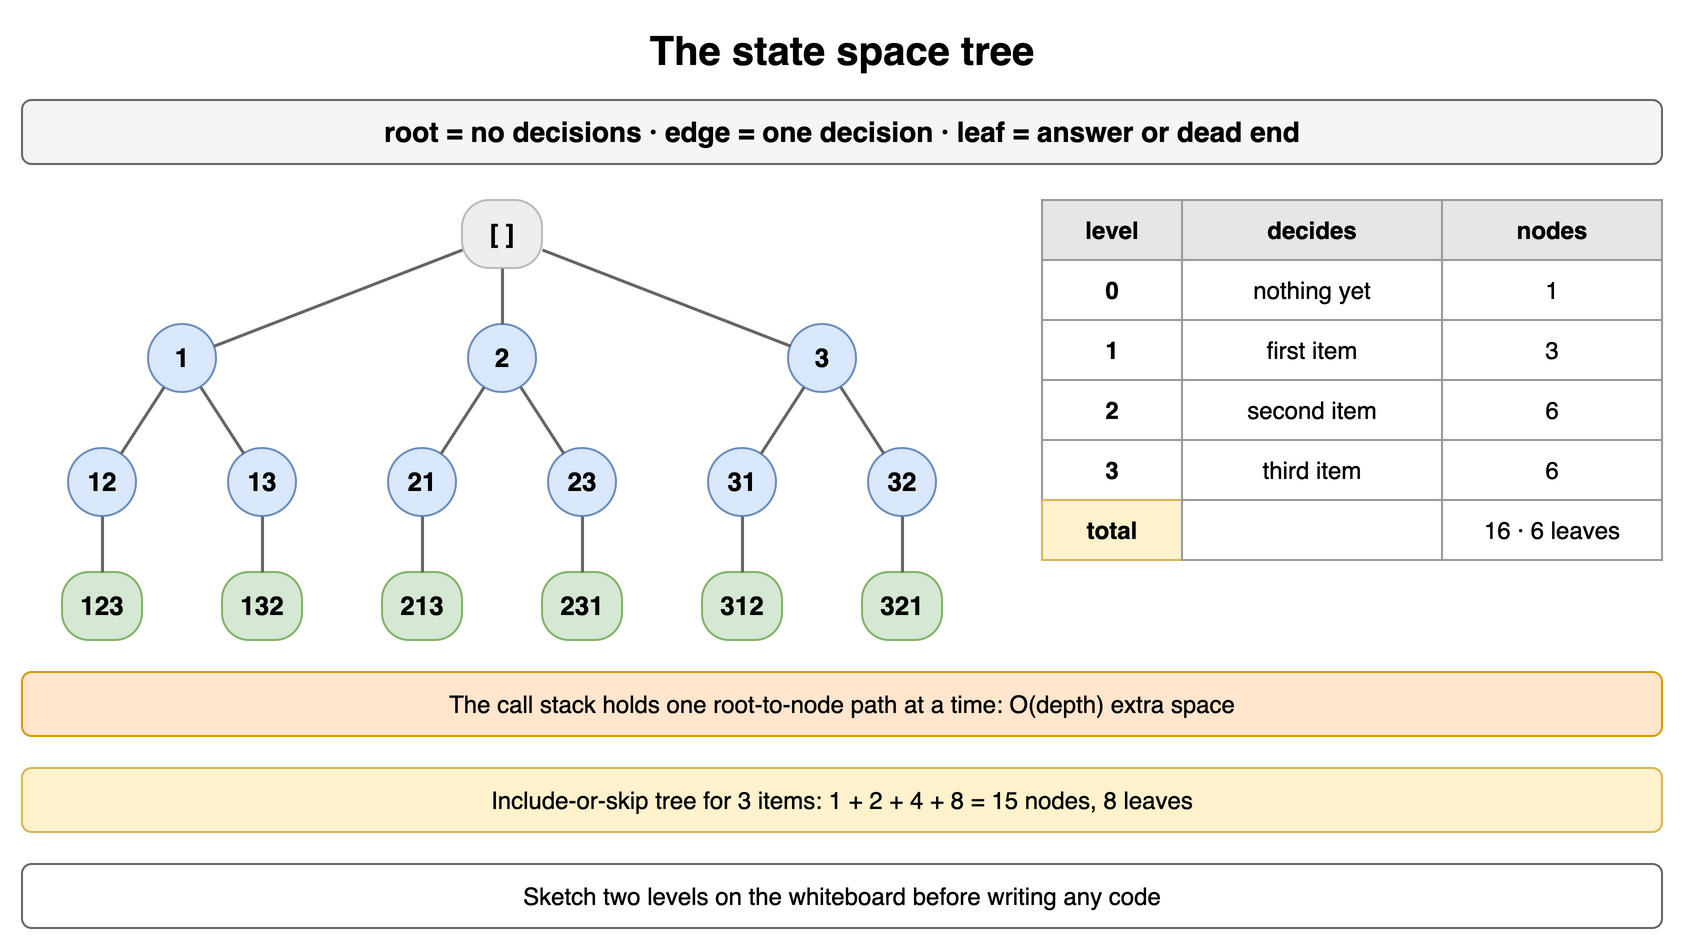 The state space tree
root = no decisions · edge = one decision · leaf = answer or dead end
[ ]
1 2 3
12 13 21 23 31 32
123 132 213 231 312 321
level decides nodes
0 nothing yet 1
1 first item 3
2 second item 6
3 third item 6
total 16 · 6 leaves
The call stack holds one root-to-node path at a time: O(depth) extra space
Include-or-skip tree for 3 items: 1 + 2 + 4 + 8 = 15 nodes, 8 leaves
Sketch two levels on the whiteboard before writing any code